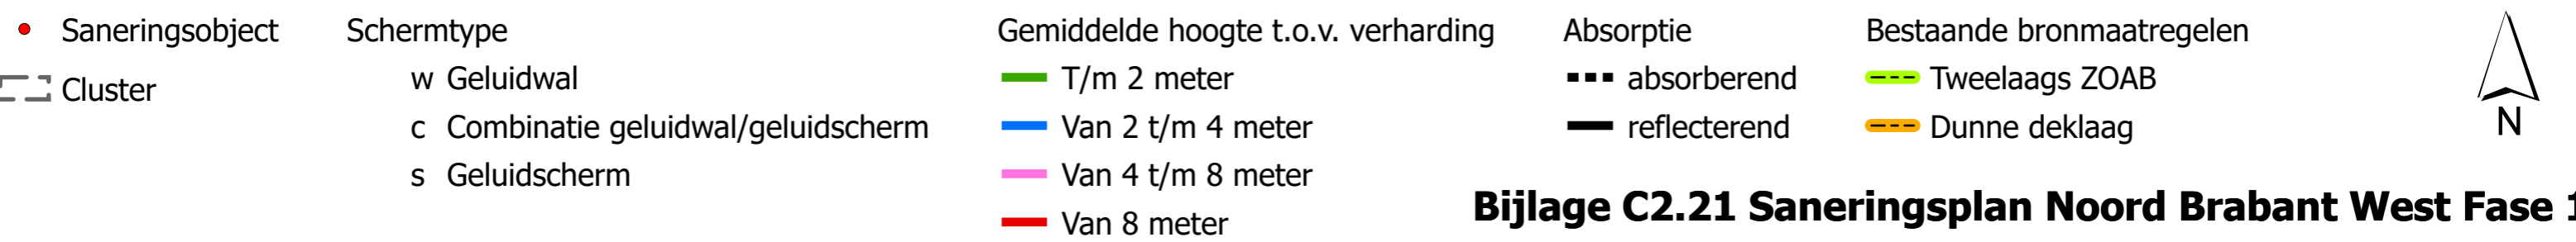 Saneringsobject
Cluster
Schermtype
w Geluidwal
c Combinatie geluidwal/geluidscherm
s Geluidscherm
Gemiddelde hoogte t.o.v. verharding
T/m 2 meter
Van 2 t/m 4 meter
Van 4 t/m 8 meter
Van 8 meter
Absorptie
absorberend
reflecterend
Bestaande bronmaatregelen
Tweelaags ZOAB
Dunne deklaag
N
Bijlage C2.21 Saneringsplan Noord Brabant West Fase 1